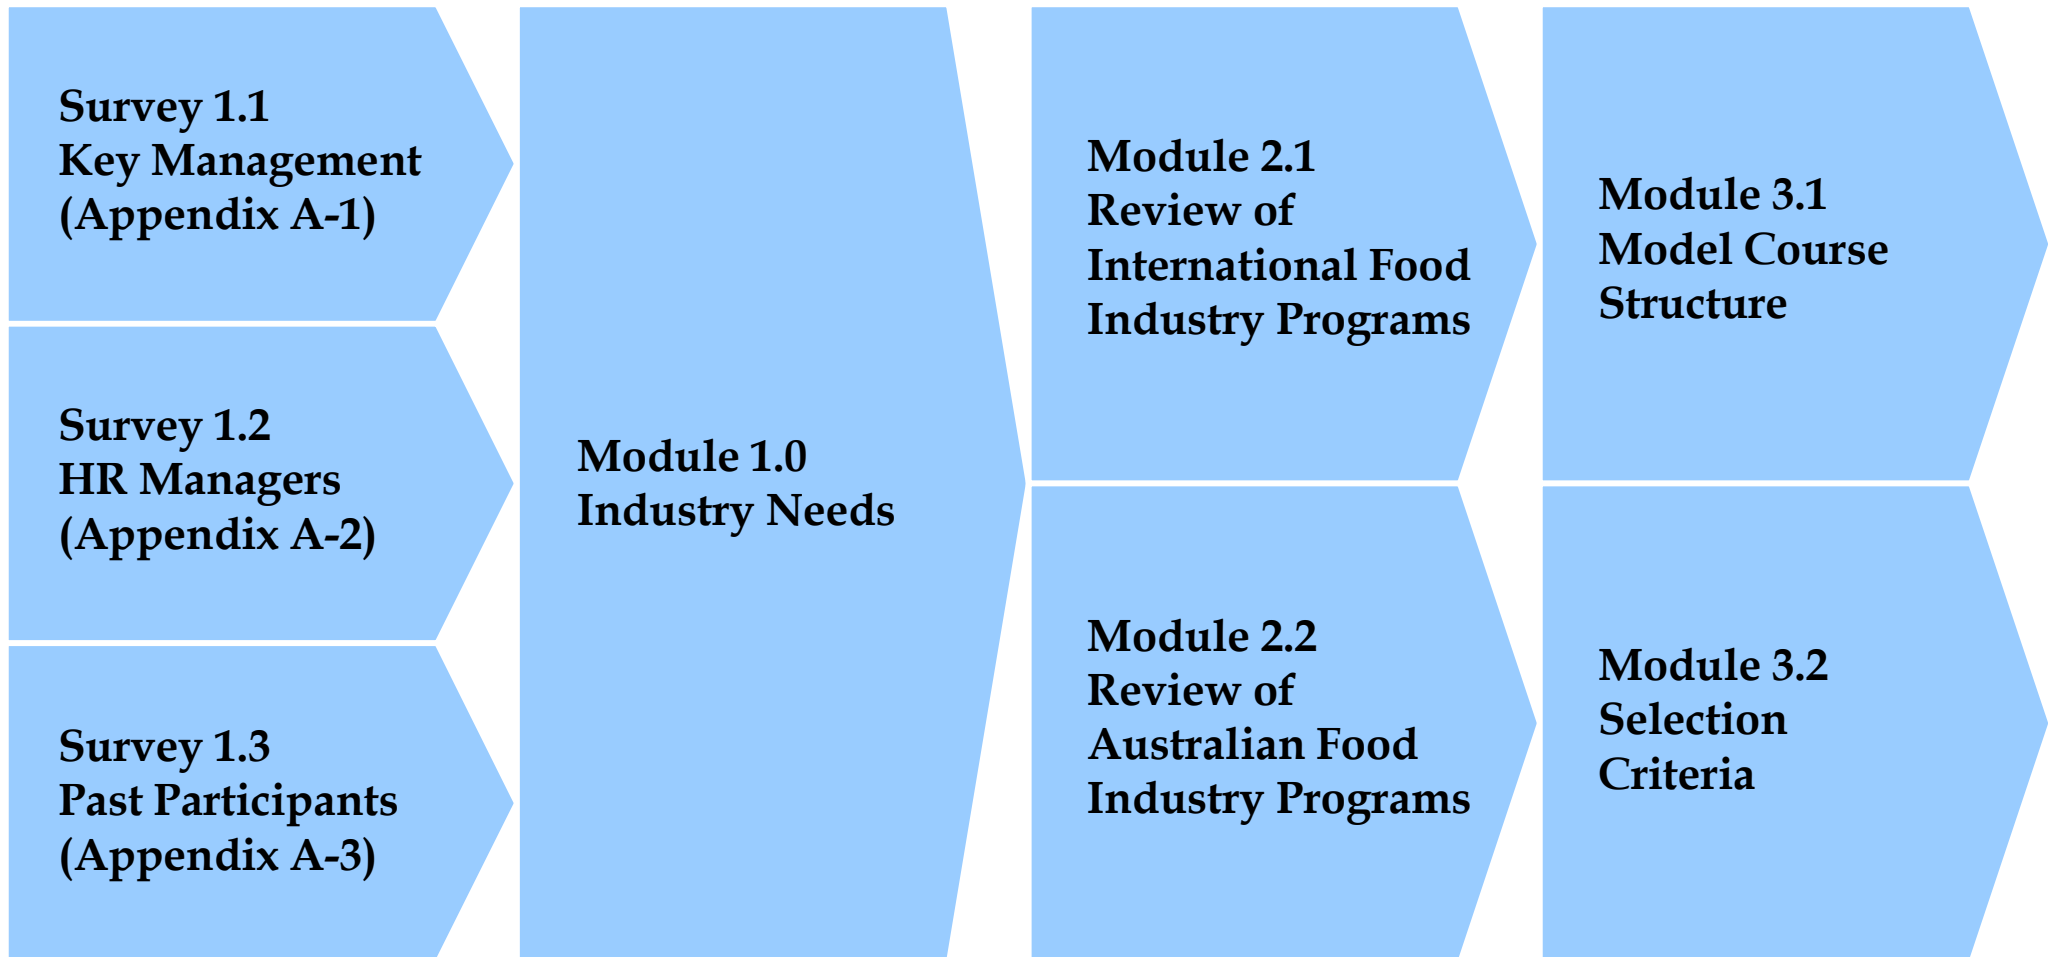 Survey 1.1
Key Management
(Appendix A-1)
Survey 1.2
HR Managers
(Appendix A-2)
Survey 1.3
Past Participants
(Appendix A-3)
Module 1.0
Industry Needs
Module 2.1
Review of
International Food
Industry Programs
Module 2.2
Review of
Australian Food
Industry Programs
Module 3.1
Model Course
Structure
Module 3.2
Selection
Criteria